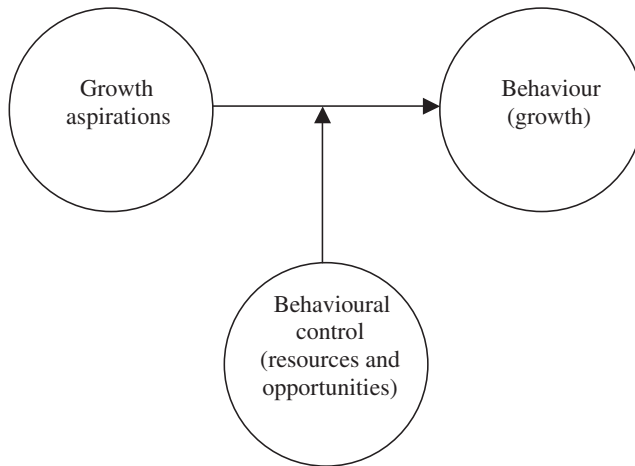 Growth
aspirations
Behaviour
(growth)
Behavioural
control
(resources and
opportunities)